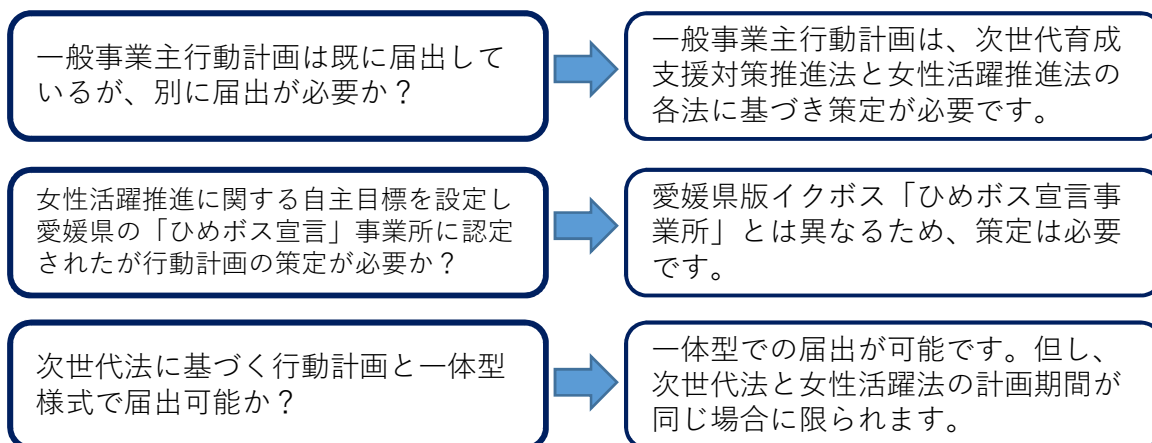 一般事業主行動計画は既に届出して
いるが、別に届出が必要か？
一般事業主行動計画は、次世代育成
支援対策推進法と女性活躍推進法の
各法に基づき策定が必要です。
女性活躍推進に関する自主目標を設定し
愛媛県の「ひめボス宣言」事業所に認定
されたが行動計画の策定が必要か？
愛媛県版イクボス「ひめボス宣言事
業所」とは異なるため、策定は必要
です。
次世代法に基づく行動計画と一体型
様式で届出可能か？
一体型での届出が可能です。但し、
次世代法と女性活躍法の計画期間が
同じ場合に限られます。